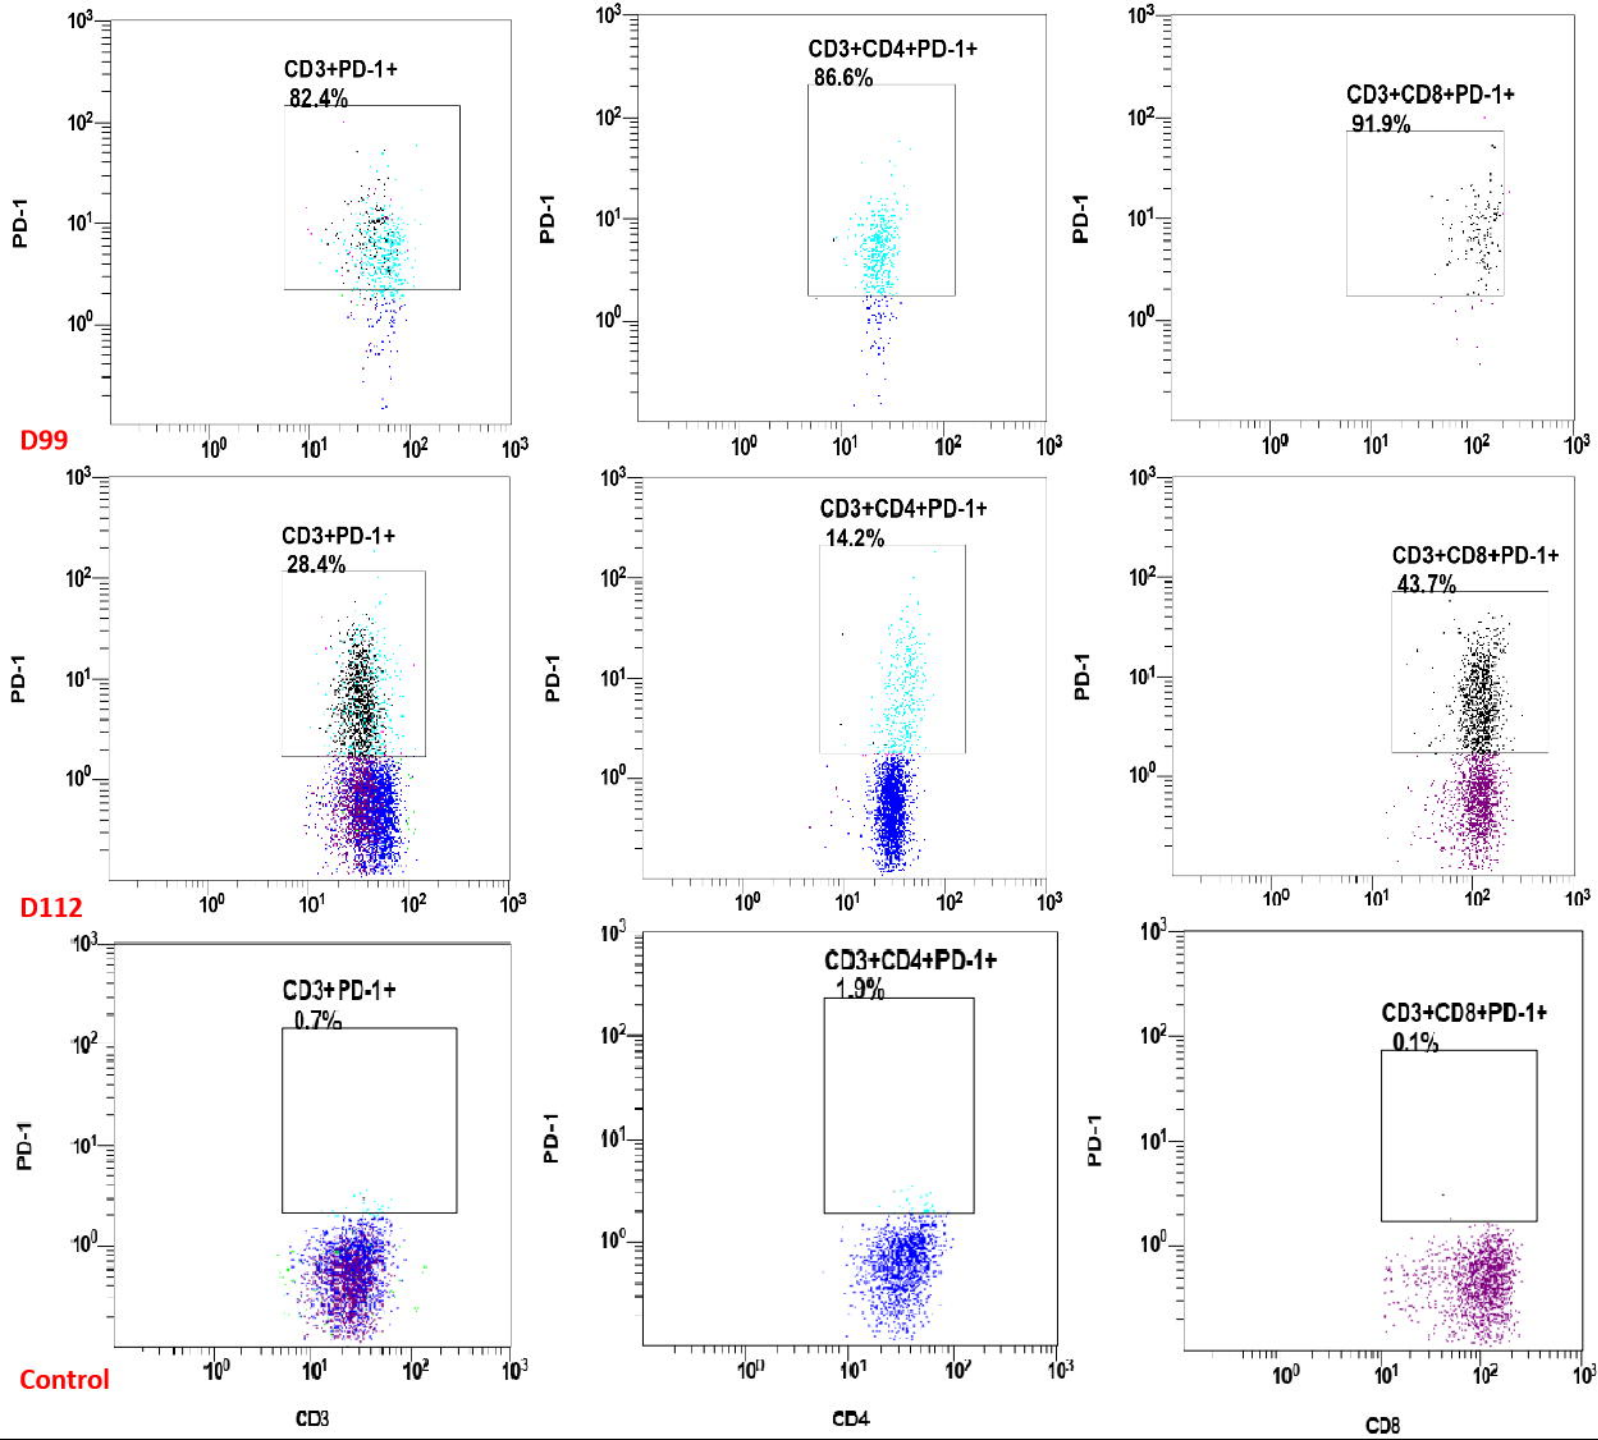 10³
10²
10¹
10⁰
PD-1
CD3+PD-1+
82.4%
10⁰ 10¹ 10² 10³
10³
10²
10¹
10⁰
PD-1
CD3+CD4+PD-1+
86.6%
10⁰ 10¹ 10² 10³
10³
10²
10¹
10⁰
PD-1
CD3+CD8+PD-1+
91.9%
10⁰ 10¹ 10² 10³
D99
10³
10²
10¹
10⁰
PD-1
CD3+PD-1+
28.4%
10⁰ 10¹ 10² 10³
10³
10²
10¹
10⁰
PD-1
CD3+CD4+PD-1+
14.2%
10⁰ 10¹ 10² 10³
10³
10²
10¹
10⁰
PD-1
CD3+CD8+PD-1+
43.7%
10⁰ 10¹ 10² 10³
D112
10³
10²
10¹
10⁰
PD-1
CD3+PD-1+
0.7%
10⁰ 10¹ 10² 10³
10³
10²
10¹
10⁰
PD-1
CD3+CD4+PD-1+
1.9%
10⁰ 10¹ 10² 10³
10³
10²
10¹
10⁰
PD-1
CD3+CD8+PD-1+
0.1%
10⁰ 10¹ 10² 10³
Control
CD3
CD4
CD8